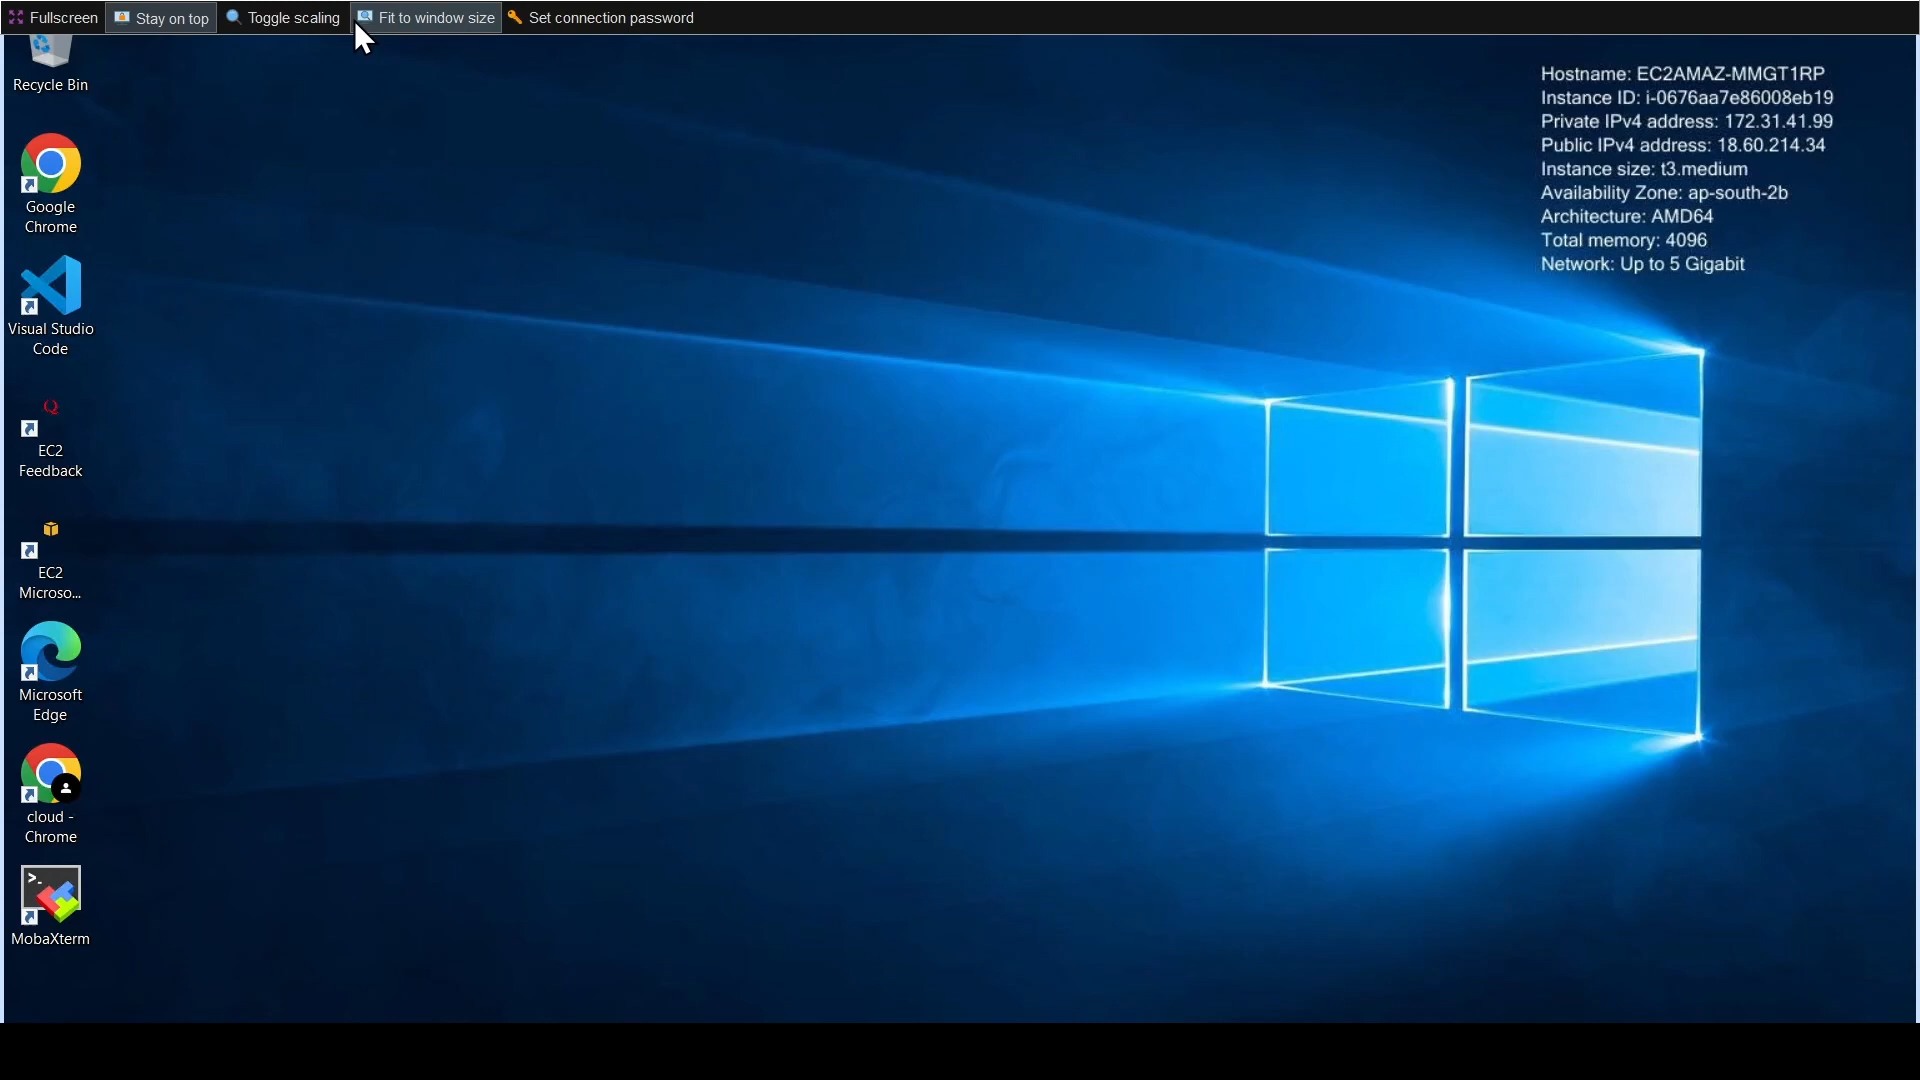 Fullscreen
Stay on top
Toggle scaling
Fit to window size
Set connection password
Recycle Bin
Google
Chrome
Visual Studio
Code
EC2
Feedback
EC2
Microso...
Microsoft
Edge
cloud -
Chrome
>_
MobaXterm
Hostname: EC2AMAZ-MMGT1RP
Instance ID: i-0676aa7e86008eb19
Private IPv4 address: 172.31.41.99
Public IPv4 address: 18.60.214.34
Instance size: t3.medium
Availability Zone: ap-south-2b
Architecture: AMD64
Total memory: 4096
Network: Up to 5 Gigabit